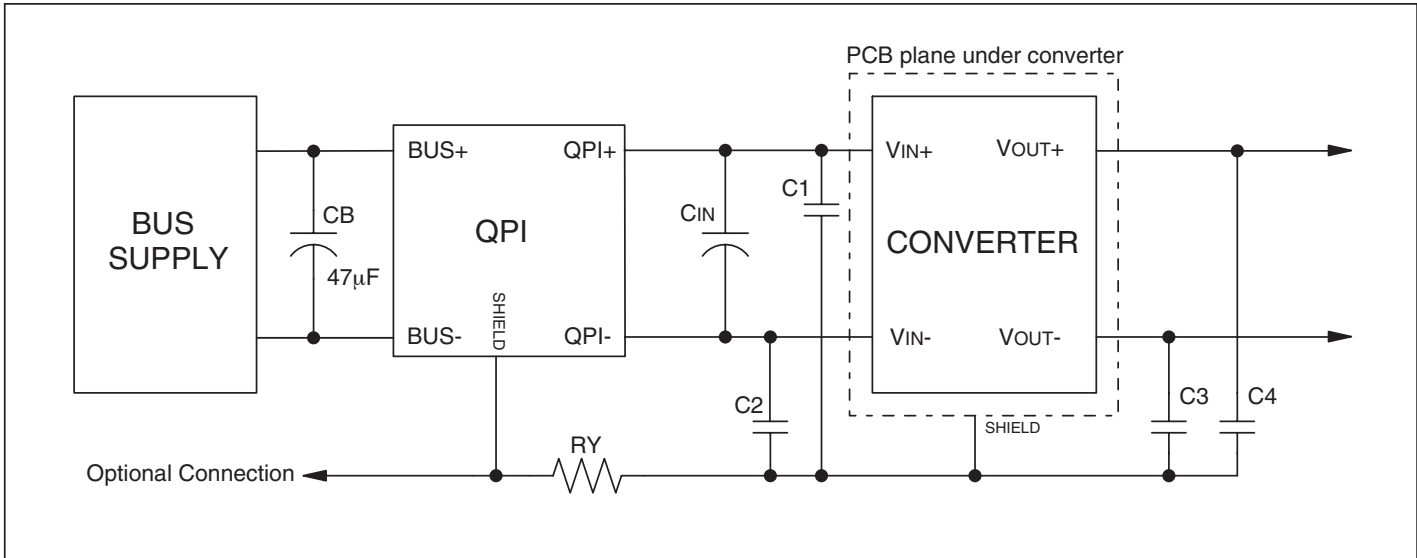 PCB plane under converter
BUS+
QPI+
VIN+
VOUT+
C1
CB
CIN
BUS
SUPPLY
QPI
CONVERTER
47μF
SHIELD
BUS-
QPI-
VIN-
VOUT-
C2
C3
C4
SHIELD
RY
Optional Connection